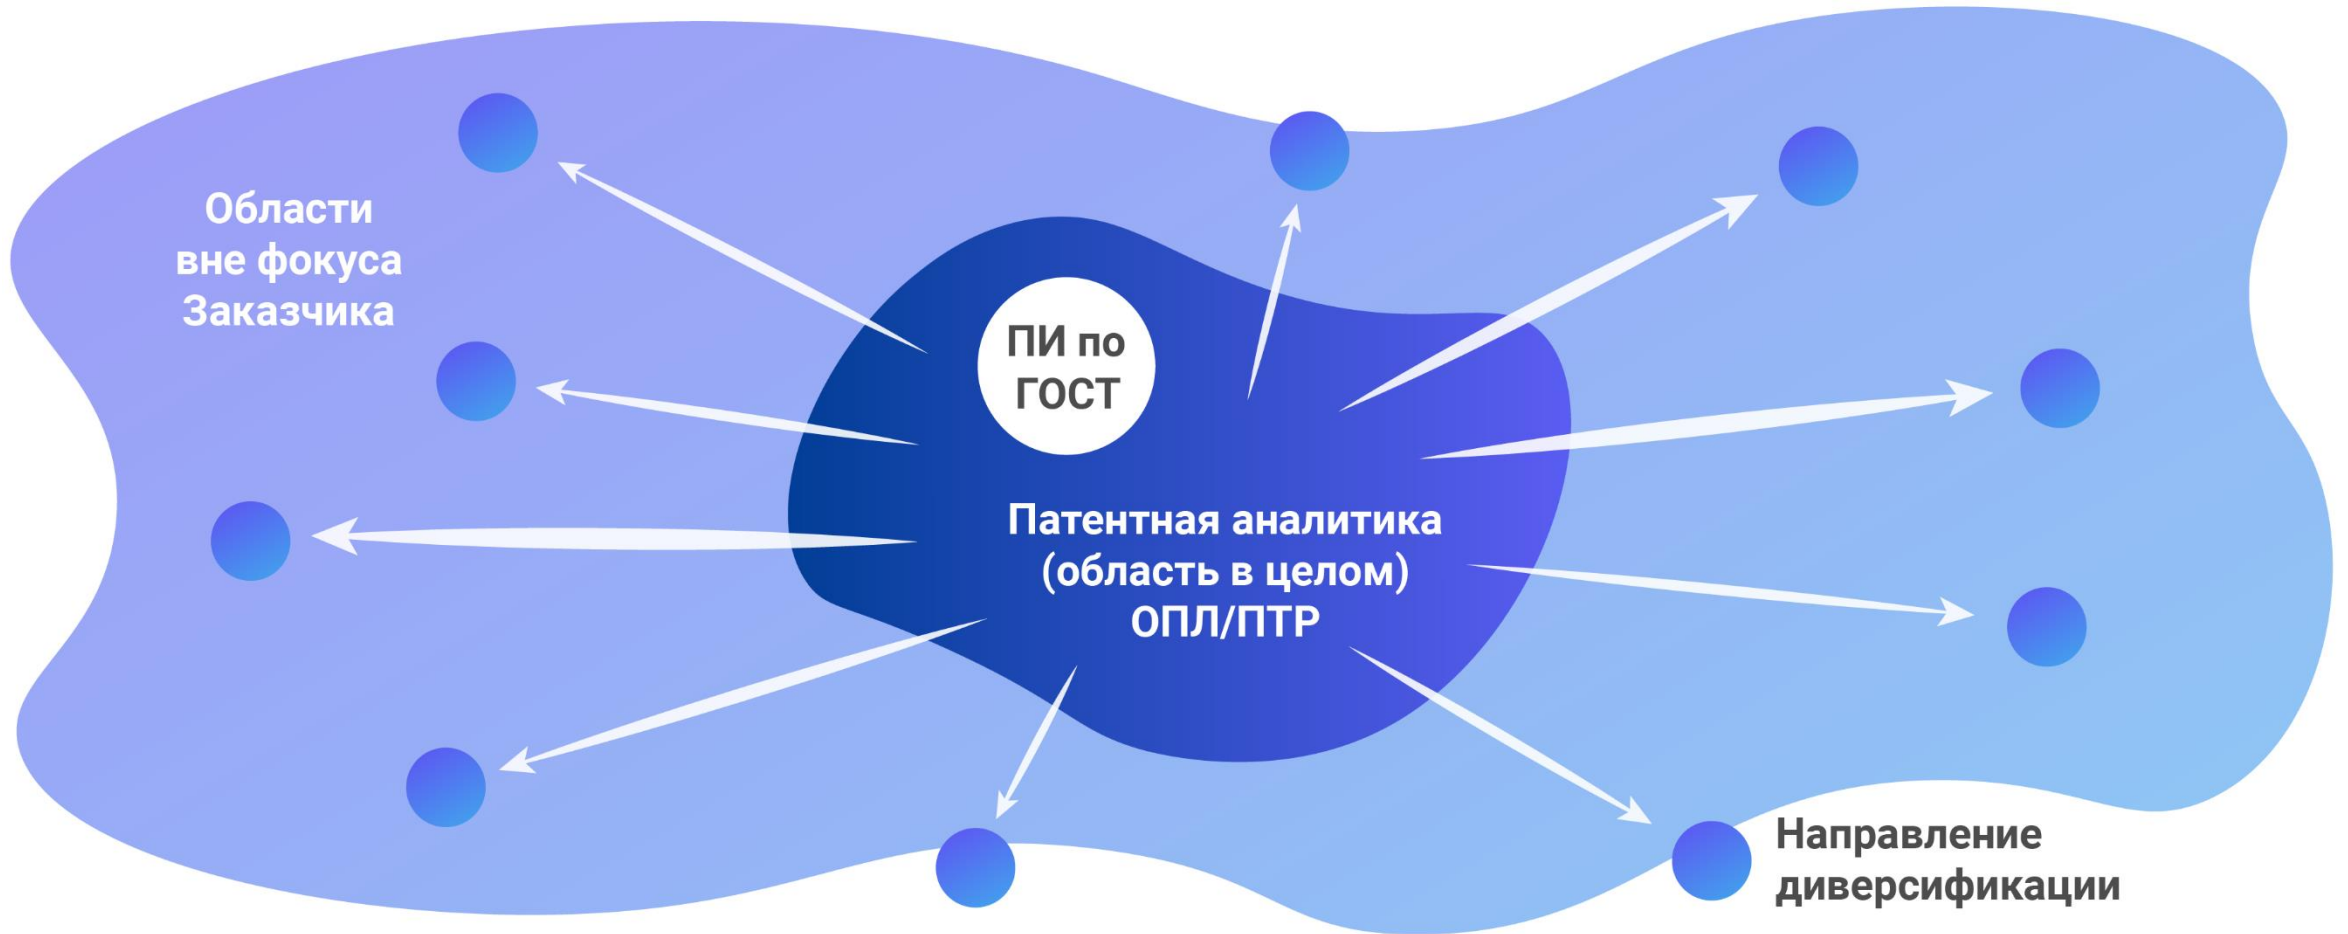 Области
вне фокуса
Заказчика
ПИ по
ГОСТ
Патентная аналитика
(область в целом)
ОПЛ/ПТР
Направление
диверсификации